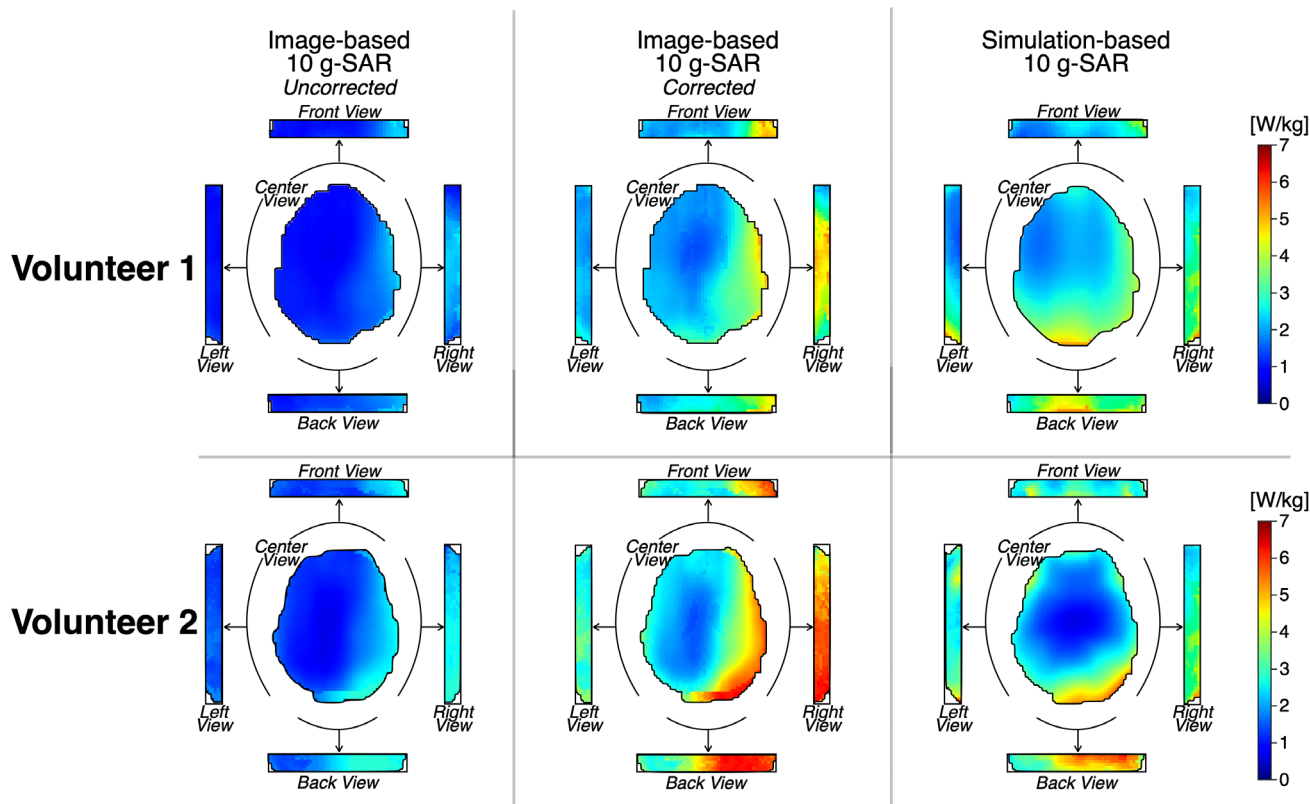 Image-based
10 g-SAR
Uncorrected
Image-based
10 g-SAR
Corrected
Simulation-based
10 g-SAR
Volunteer 1
Front View
Center View
Left View
Right View
Back View
Front View
Center View
Left View
Right View
Back View
Front View
Center View
Left View
Right View
Back View
[W/kg]
7
6
5
4
3
2
1
0
Volunteer 2
Front View
Center View
Left View
Right View
Back View
Front View
Center View
Left View
Right View
Back View
Front View
Center View
Left View
Right View
Back View
[W/kg]
7
6
5
4
3
2
1
0